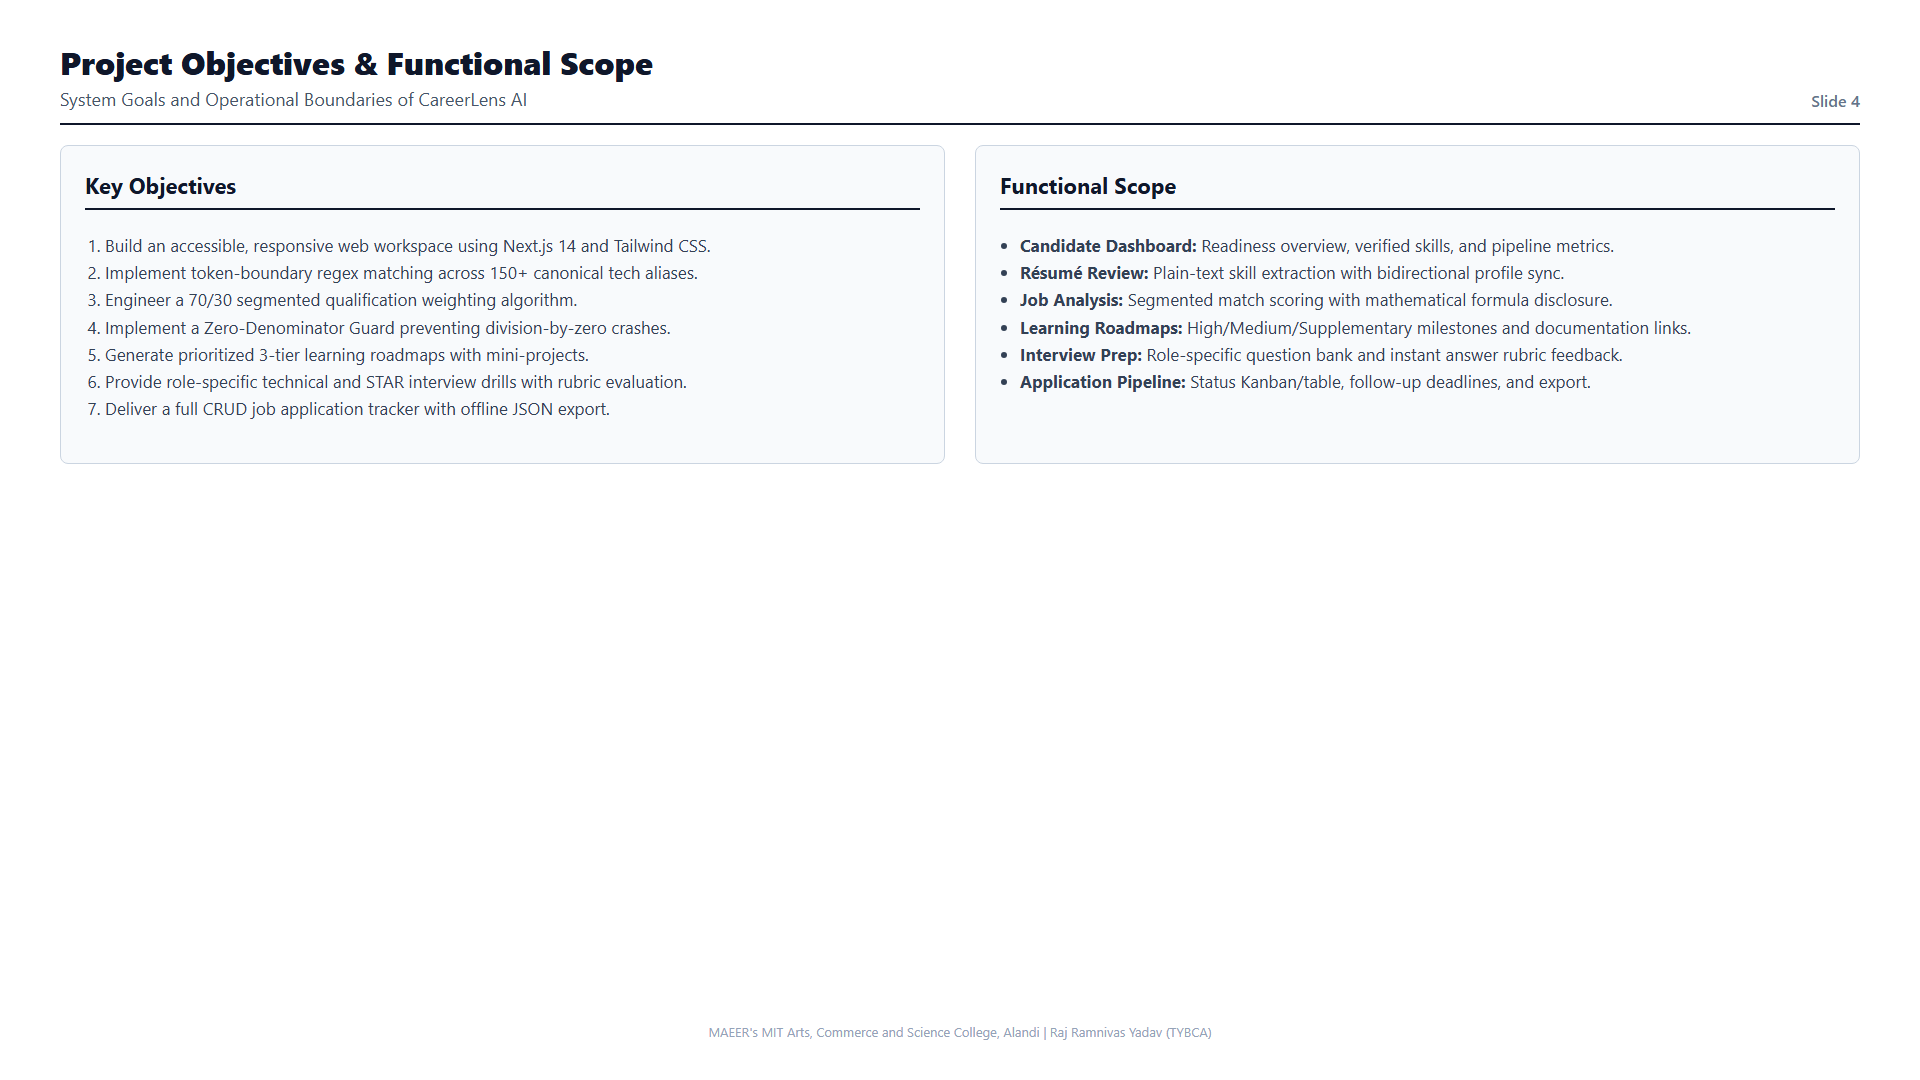 Project Objectives & Functional Scope
System Goals and Operational Boundaries of CareerLens AI
Slide 4
Key Objectives
1. Build an accessible, responsive web workspace using Next.js 14 and Tailwind CSS.
2. Implement token-boundary regex matching across 150+ canonical tech aliases.
3. Engineer a 70/30 segmented qualification weighting algorithm.
4. Implement a Zero-Denominator Guard preventing division-by-zero crashes.
5. Generate prioritized 3-tier learning roadmaps with mini-projects.
6. Provide role-specific technical and STAR interview drills with rubric evaluation.
7. Deliver a full CRUD job application tracker with offline JSON export.
Functional Scope
• Candidate Dashboard: Readiness overview, verified skills, and pipeline metrics.
• Résumé Review: Plain-text skill extraction with bidirectional profile sync.
• Job Analysis: Segmented match scoring with mathematical formula disclosure.
• Learning Roadmaps: High/Medium/Supplementary milestones and documentation links.
• Interview Prep: Role-specific question bank and instant answer rubric feedback.
• Application Pipeline: Status Kanban/table, follow-up deadlines, and export.
MAEER's MIT Arts, Commerce and Science College, Alandi | Raj Ramnivas Yadav (TYBCA)